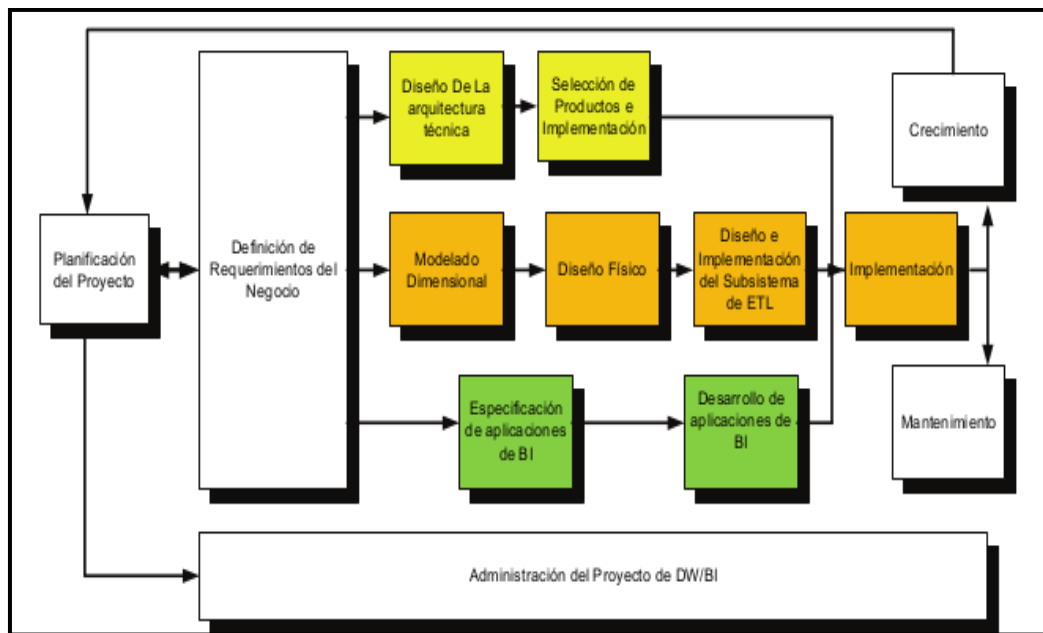 Diseño De La
arquitectura
técnica
Selección de
Productos e
Implementación
Crecimiento
Planificación
del Proyecto
Definición de
Requerimientos del
Negocio
Modelado
Dimensional
Diseño Físico
Diseño e
Implementación
del Subsistema
de ETL
Implementación
Especificación
de aplicaciones
de BI
Desarrollo de
aplicaciones de
BI
Mantenimiento
Administración del Proyecto de DW/BI